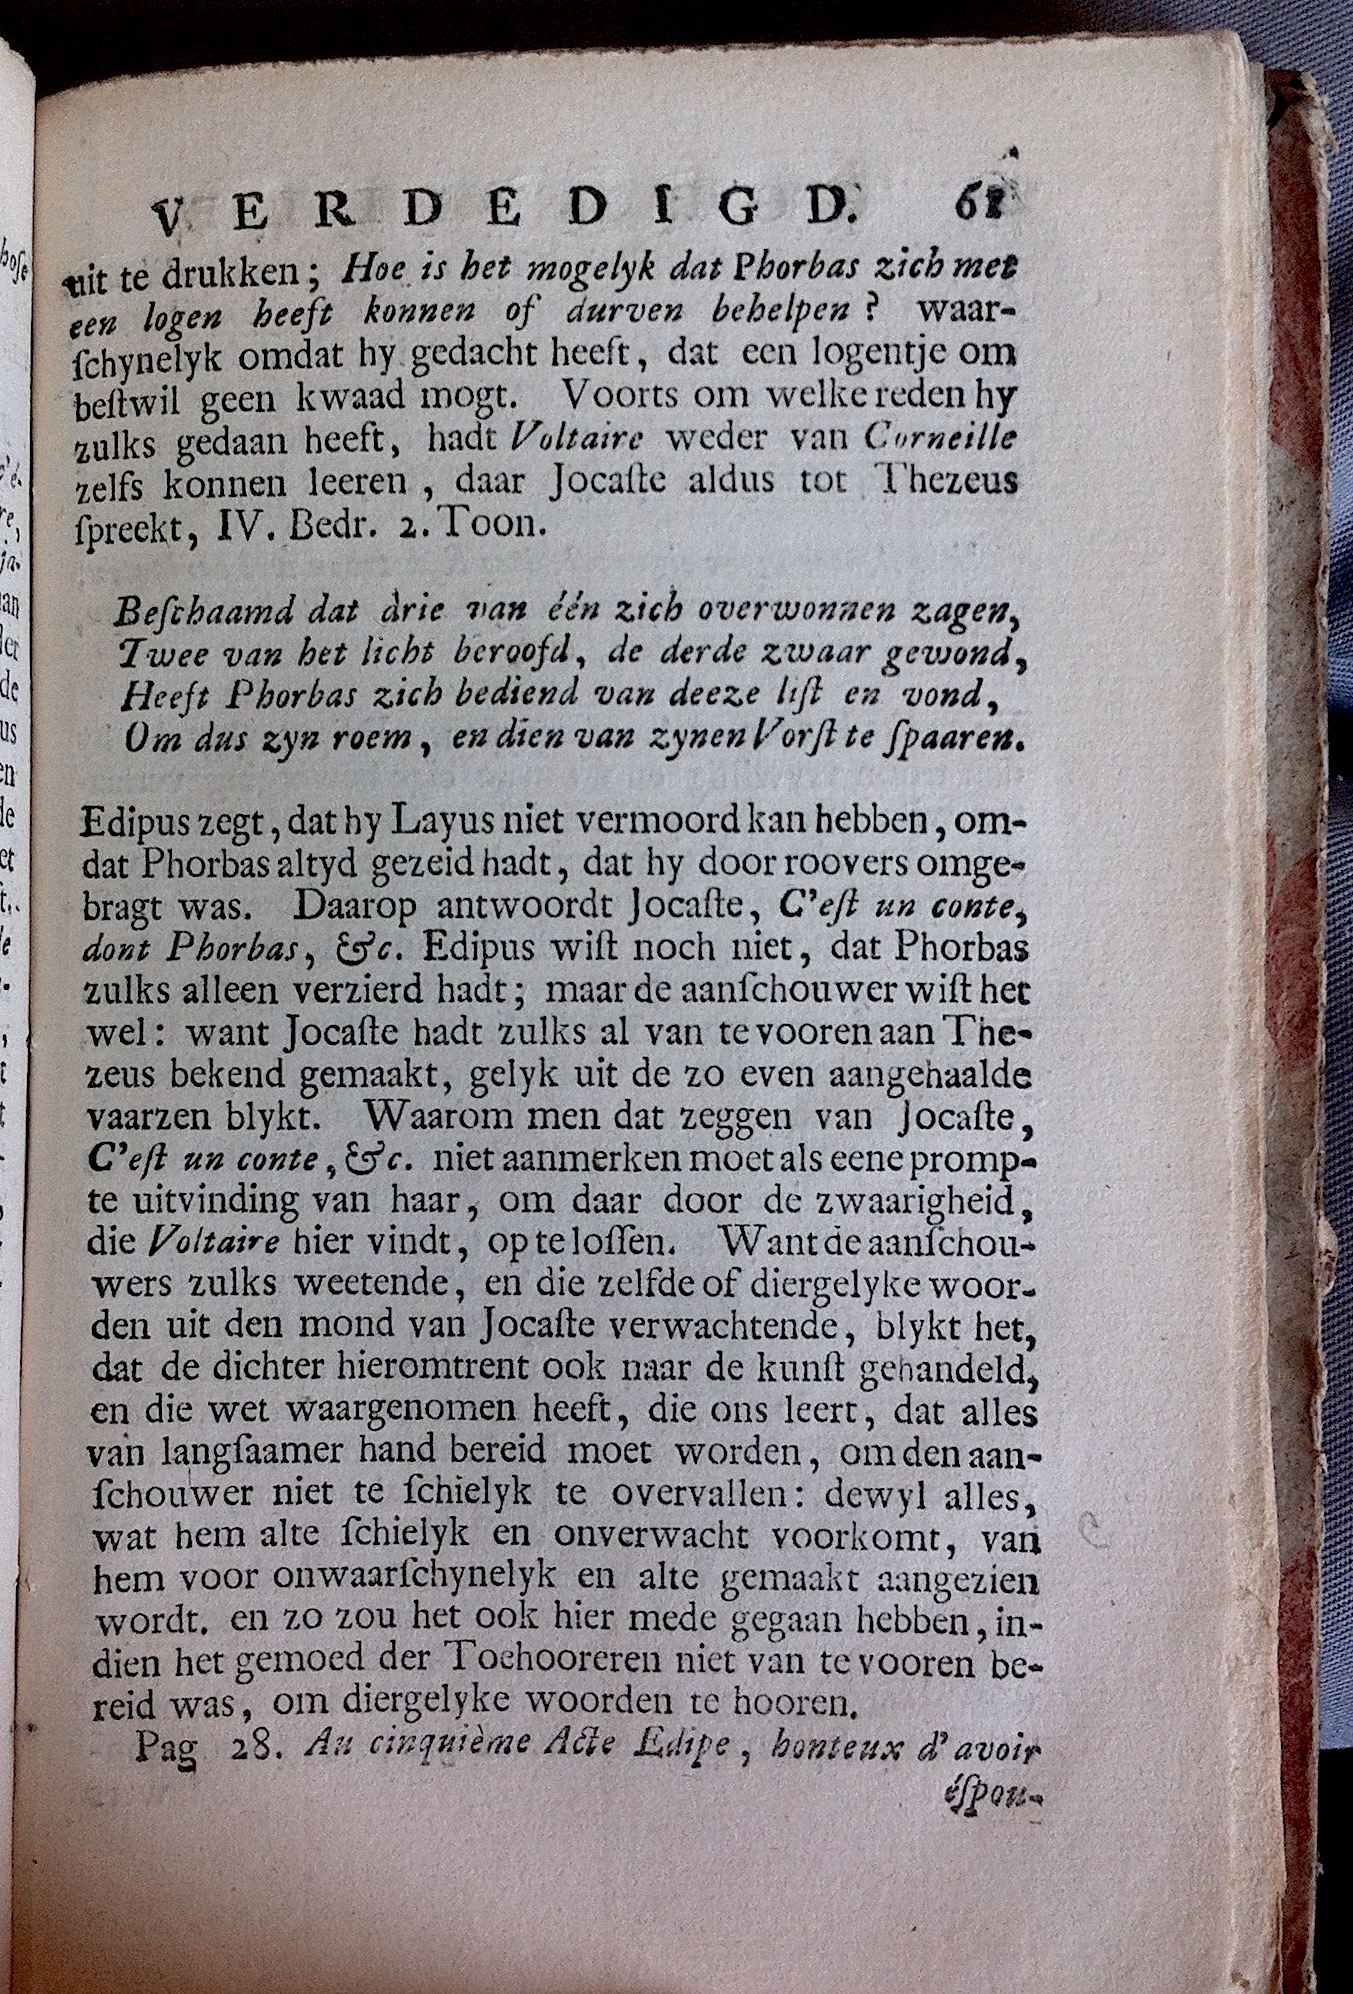 VERDEDIGD. 61
uit te drukken; Hoe is het mogelyk dat Phorbas zich met
een logen heeft konnen of durven behelpen? waar-
ſchynelyk omdat hy gedacht heeft, dat een logentje om
beſtwil geen kwaad mogt. Voorts om welke reden hy
zulks gedaan heeft, hadt Voltaire weder van Corneille
zelfs konnen leeren, daar Jocaſte aldus tot Thezeus
ſpreekt, IV. Bedr. 2. Toon.
Beſchaamd dat drie van één zich overwonnen zagen,
Twee van het licht beroofd, de derde zwaar gewond,
Heeft Phorbas zich bediend van deeze liſt en vond,
Om dus zyn roem, en dien van zynen Vorſt te ſpaaren.
Edipus zegt, dat hy Layus niet vermoord kan hebben, om-
dat Phorbas altyd gezeid hadt, dat hy door roovers omge-
bragt was. Daarop antwoordt Jocaſte, C'eſt un conte,
dont Phorbas, &c. Edipus wiſt noch niet, dat Phorbas
zulks alleen verzierd hadt; maar de aanſchouwer wiſt het
wel: want Jocaſte hadt zulks al van te vooren aan The-
zeus bekend gemaakt, gelyk uit de zo even aangehaalde
vaarzen blykt. Waarom men dat zeggen van Jocaſte,
C'eſt un conte, &c. niet aanmerken moet als eene promp-
te uitvinding van haar, om daar door de zwaarigheid,
die Voltaire hier vindt, op te loſſen. Want de aanſchou-
wers zulks weetende, en die zelfde of diergelyke woor-
den uit den mond van Jocaſte verwachtende, blykt het,
dat de dichter hieromtrent ook naar de kunſt gehandeld,
en die wet waargenomen heeft, die ons leert, dat alles
van langſaamer hand bereid moet worden, om den aan-
ſchouwer niet te ſchielyk te overvallen: dewyl alles,
wat hem alte ſchielyk en onverwacht voorkomt, van
hem voor onwaarſchynelyk en alte gemaakt aangezien
wordt. en zo zou het ook hier mede gegaan hebben, in-
dien het gemoed der Toehooreren niet van te vooren be-
reid was, om diergelyke woorden te hooren.
Pag 28. Au cinquième Acte Edipe, honteux d'avoir
éſpou-